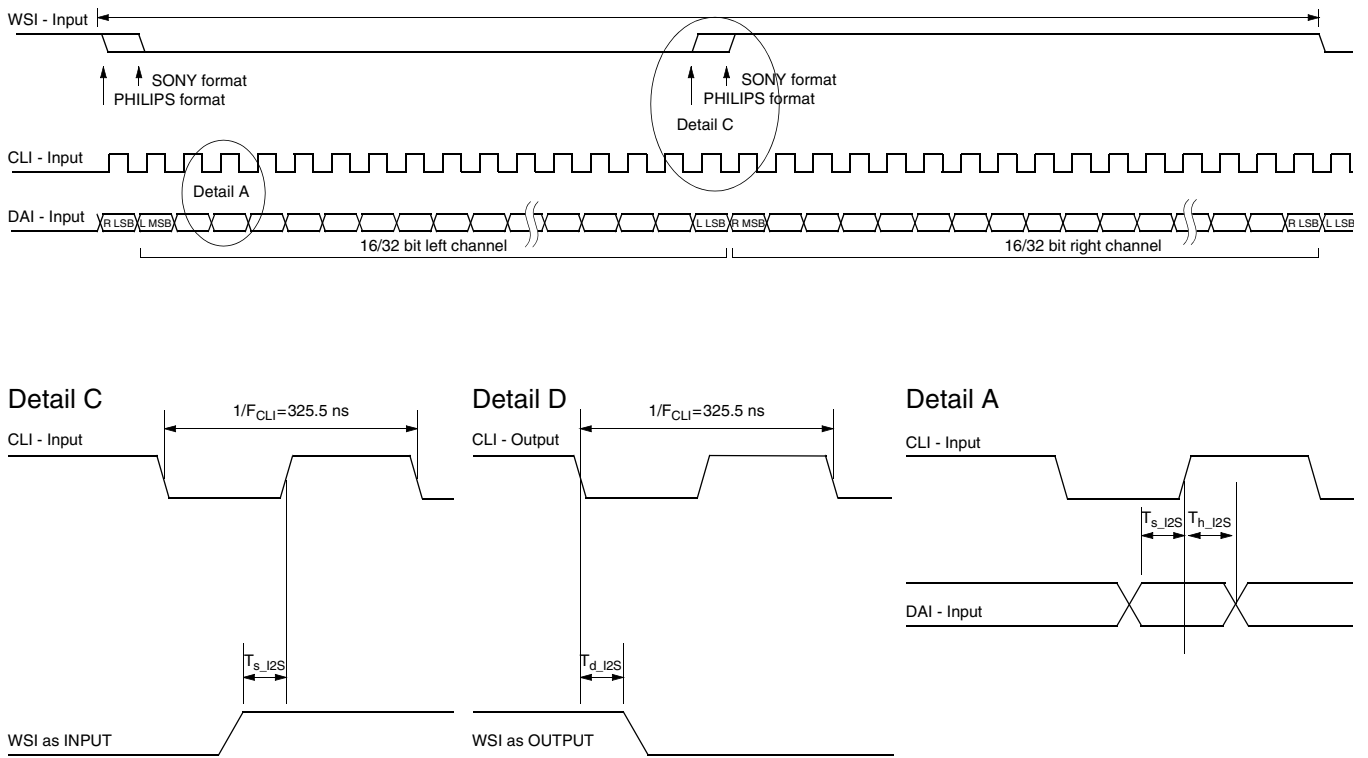 WSI - Input
SONY format
PHILIPS format
SONY format
PHILIPS format
Detail C
CLI - Input
Detail A
DAI - Input
R LSB L MSB L LSB R MSB R LSB L LSB
16/32 bit left channel
16/32 bit right channel
Detail C
1/FCLI=325.5 ns
CLI - Input
Ts_I2S
WSI as INPUT
Detail D
1/FCLI=325.5 ns
CLI - Output
Td_I2S
WSI as OUTPUT
Detail A
CLI - Input
Ts_I2S Th_I2S
DAI - Input